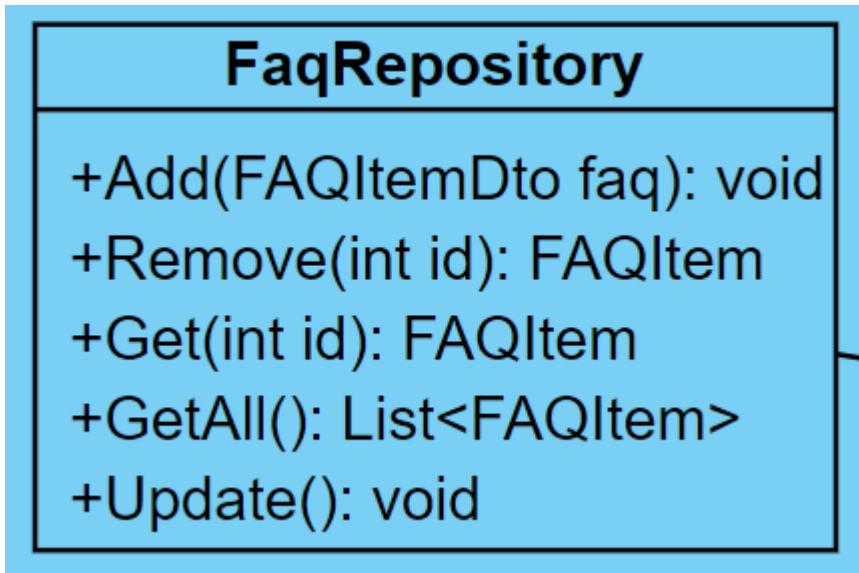 FaqRepository
+Add(FAQItemDto faq): void
+Remove(int id): FAQItem
+Get(int id): FAQItem
+GetAll(): List<FAQItem>
+Update(): void